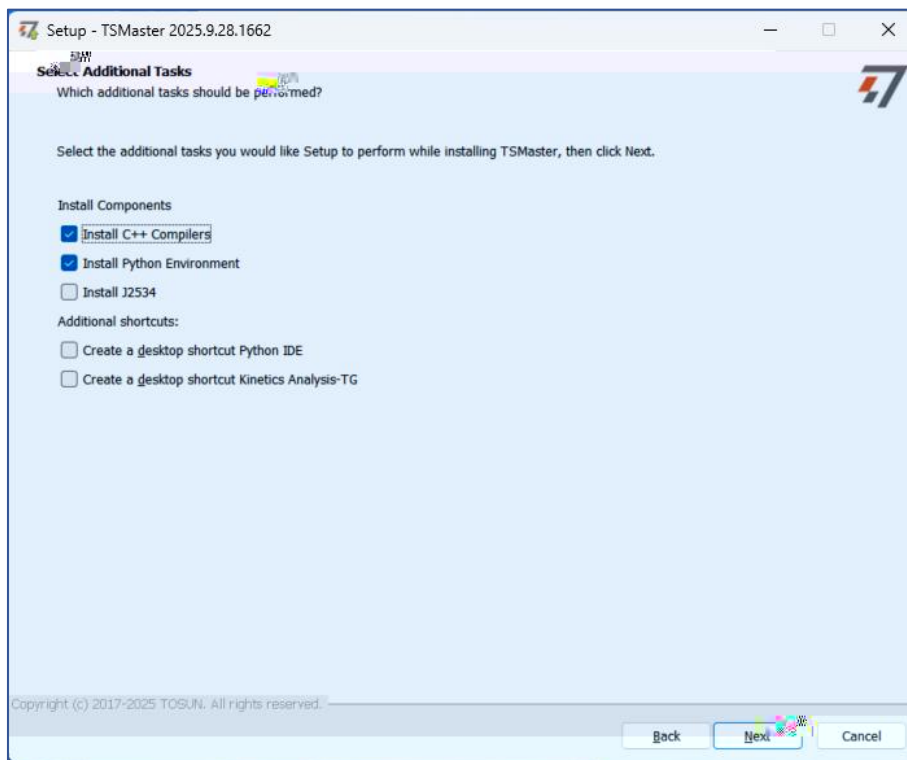 Setup - TSMaster 2025.9.28.1662
Select Additional Tasks
Which additional tasks should be performed?
Select the additional tasks you would like Setup to perform while installing TSMaster, then click Next.
Install Components
Install C++ Compilers
Install Python Environment
Install J2534
Additional shortcuts:
Create a desktop shortcut Python IDE
Create a desktop shortcut Kinetics Analysis-TG
Copyright (c) 2017-2025 TOSUN. All rights reserved.
Back
Next
Cancel